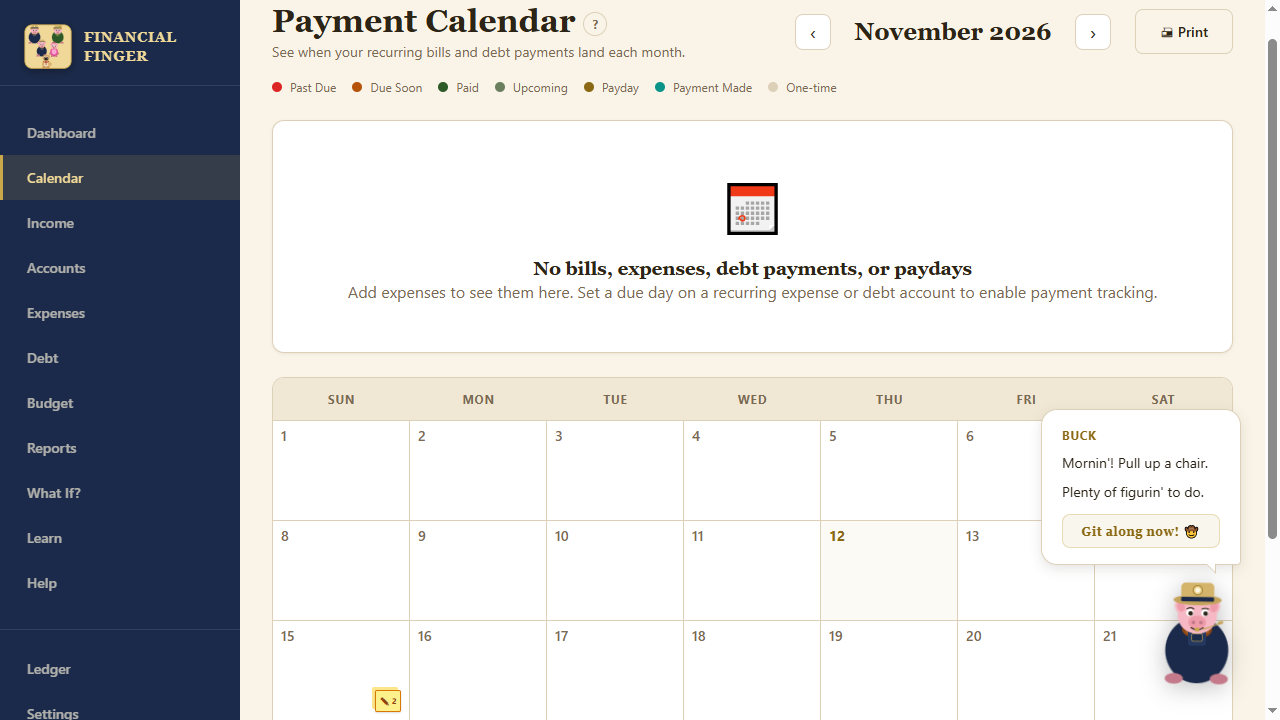 FINANCIAL
FINGER
Dashboard
Calendar
Income
Accounts
Expenses
Debt
Budget
Reports
What If?
Learn
Help
Ledger
Settings
Payment Calendar ?
See when your recurring bills and debt payments land each month.
‹ November 2026 ›
Print
Past Due Due Soon Paid Upcoming Payday Payment Made One-time
No bills, expenses, debt payments, or paydays
Add expenses to see them here. Set a due day on a recurring expense or debt account to enable payment tracking.
SUN MON TUE WED THU FRI SAT
1 2 3 4 5 6
8 9 10 11 12 13
15 16 17 18 19 20 21
2
BUCK
Mornin'! Pull up a chair.
Plenty of figurin' to do.
Git along now! 🤠